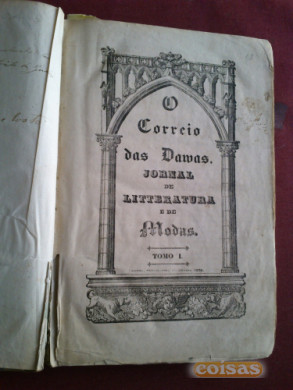 O
Correio
das Damas.
JORNAL
DE
LITTERATURA
E DE
Modas.
TOMO I.
coisas